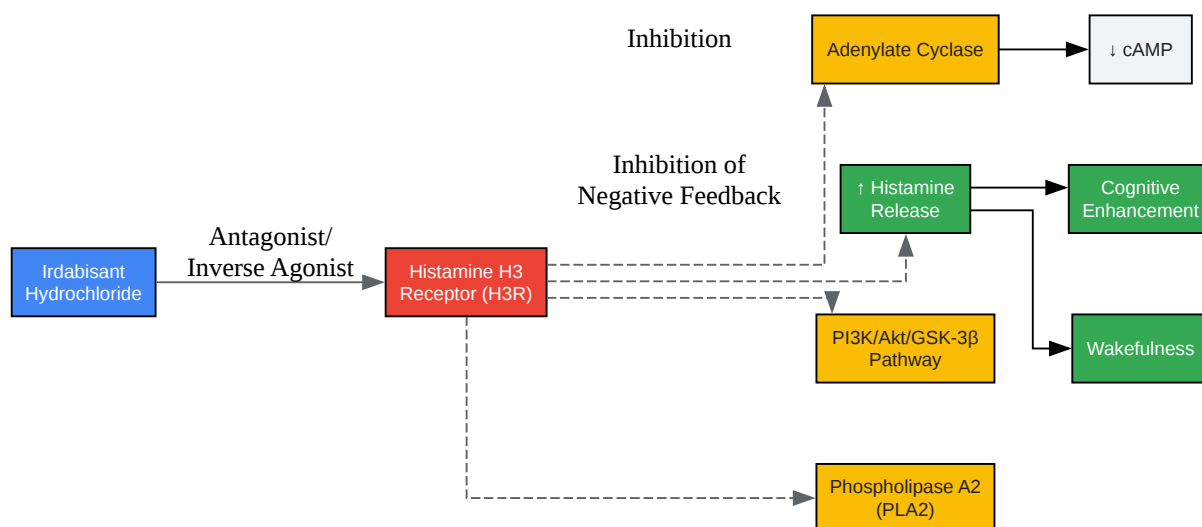 Inhibition
Adenylate Cyclase
↓ cAMP
Inhibition of
Negative Feedback
↑ Histamine
Release
Cognitive
Enhancement
Antagonist/
Inverse Agonist
Irdabisant
Hydrochloride
Histamine H3
Receptor (H3R)
PI3K/Akt/GSK-3β
Pathway
Wakefulness
Phospholipase A2
(PLA2)